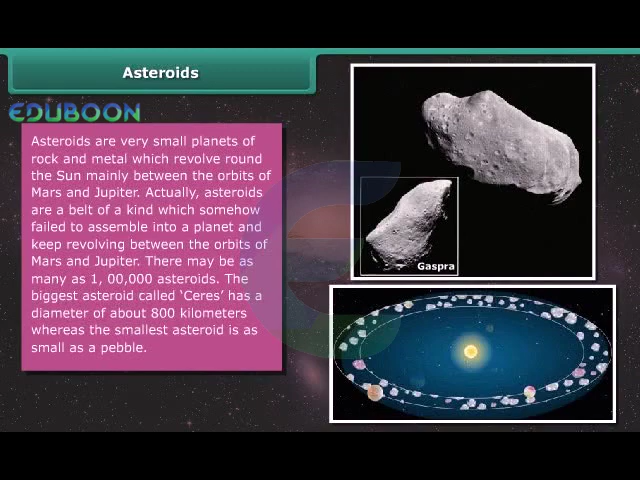 Asteroids
EDUBOON
Asteroids are very small planets of
rock and metal which revolve round
the Sun mainly between the orbits of
Mars and Jupiter. Actually, asteroids
are a belt of a kind which somehow
failed to assemble into a planet and
keep revolving between the orbits of
Mars and Jupiter. There may be as
many as 1, 00,000 asteroids. The
biggest asteroid called ‘Ceres’ has a
diameter of about 800 kilometers
whereas the smallest asteroid is as
small as a pebble.
Gaspra